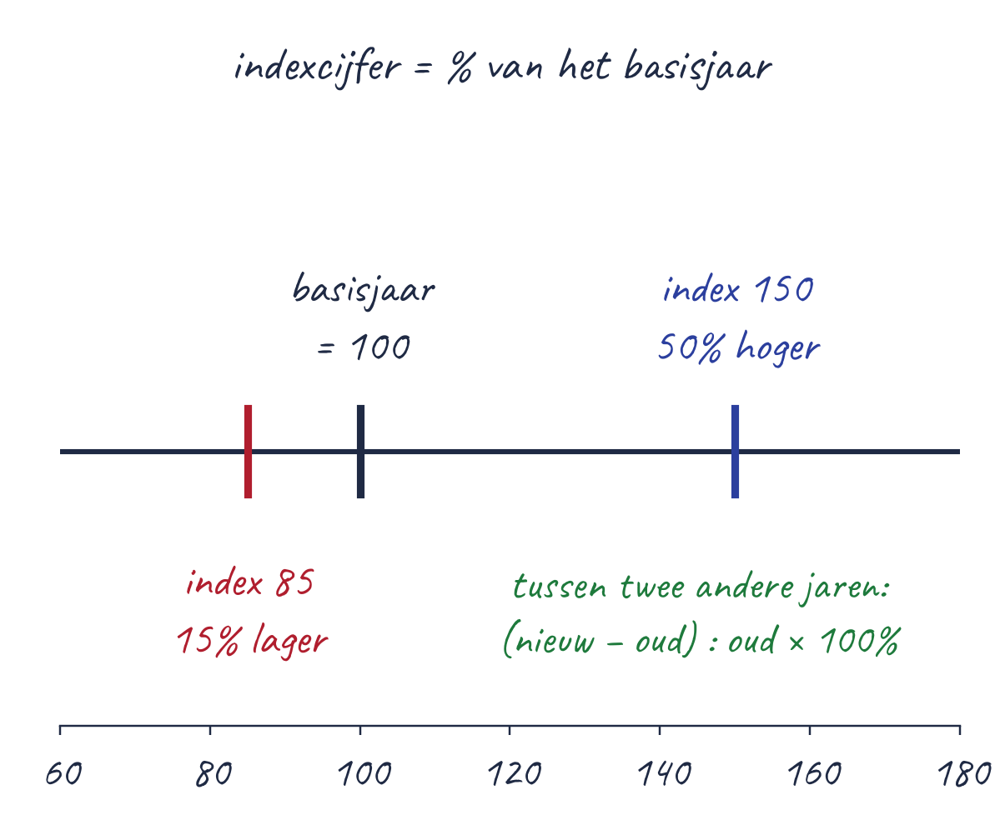 indexcijfer = % van het basisjaar
basisjaar
= 100
index 150
50% hoger
index 85
15% lager
tussen twee andere jaren:
(nieuw – oud) : oud × 100%
60 80 100 120 140 160 180